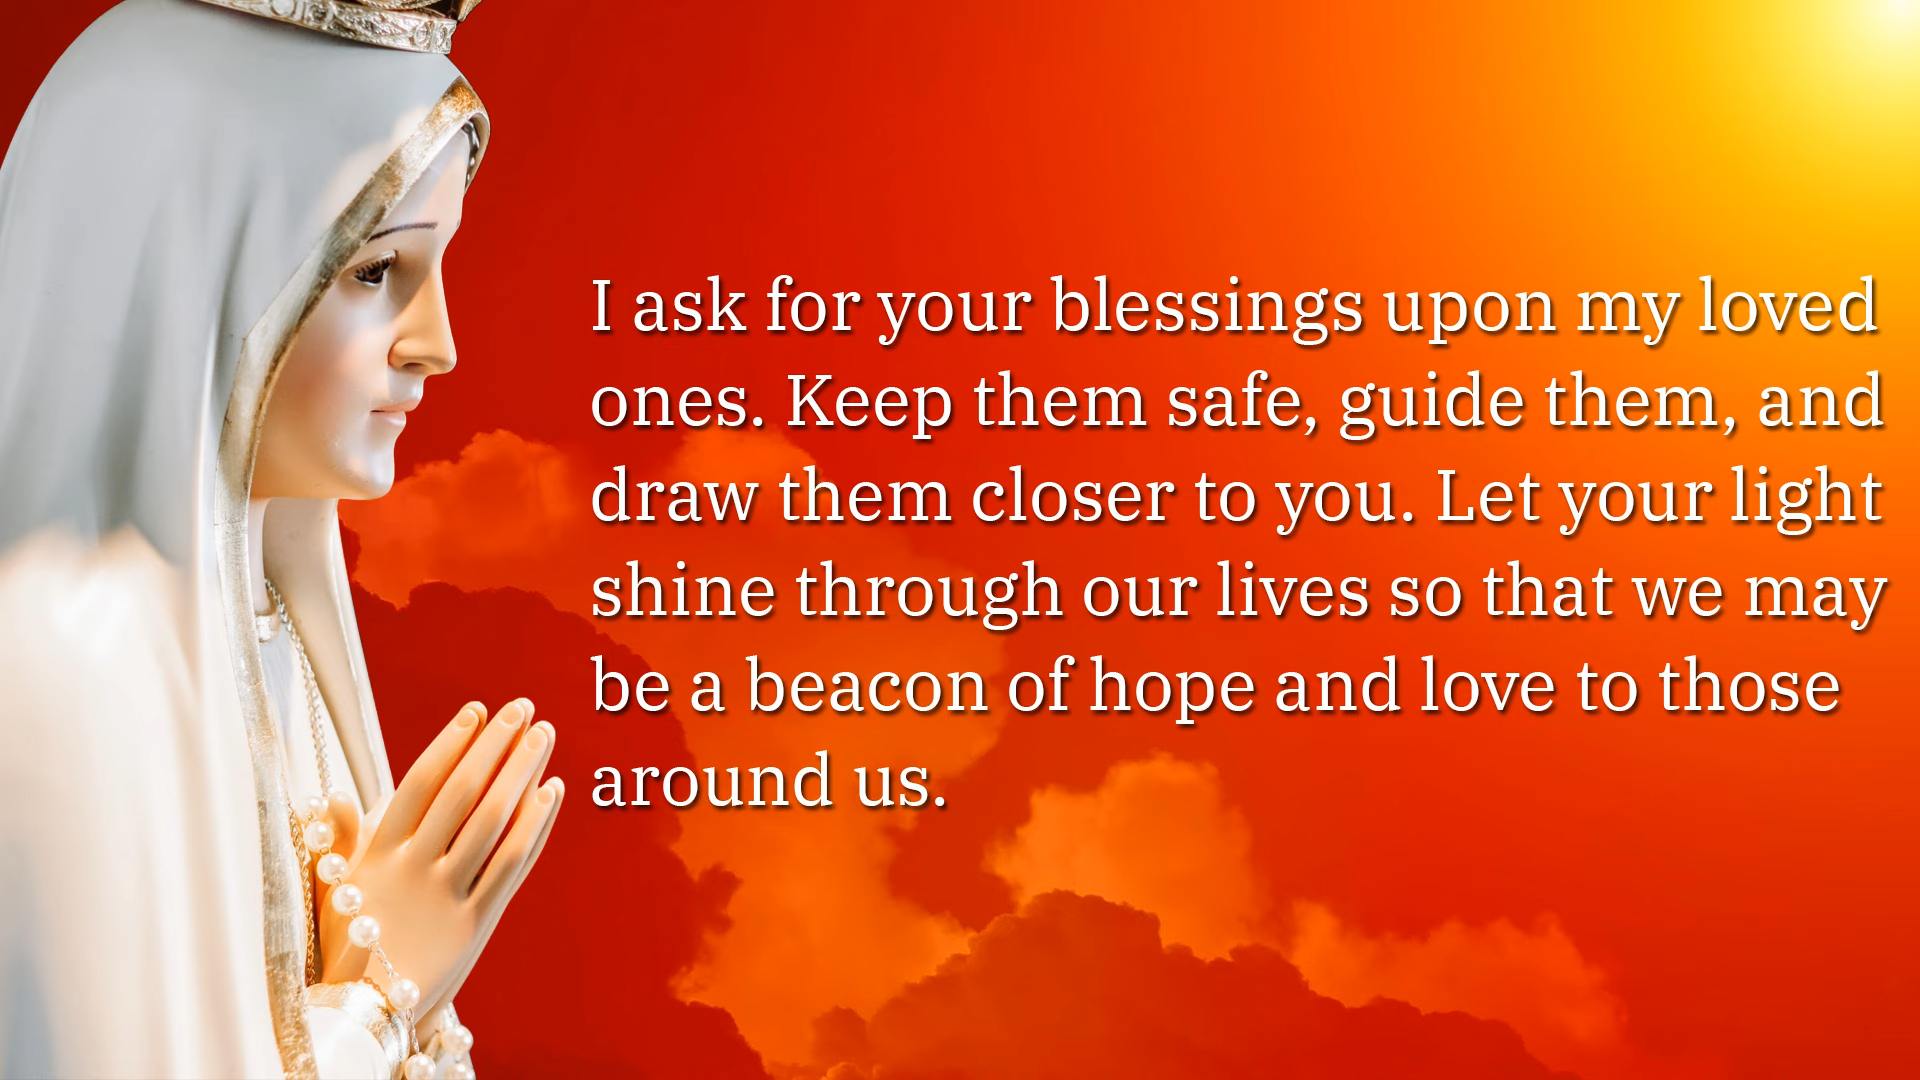 I ask for your blessings upon my loved
ones. Keep them safe, guide them, and
draw them closer to you. Let your light
shine through our lives so that we may
be a beacon of hope and love to those
around us.